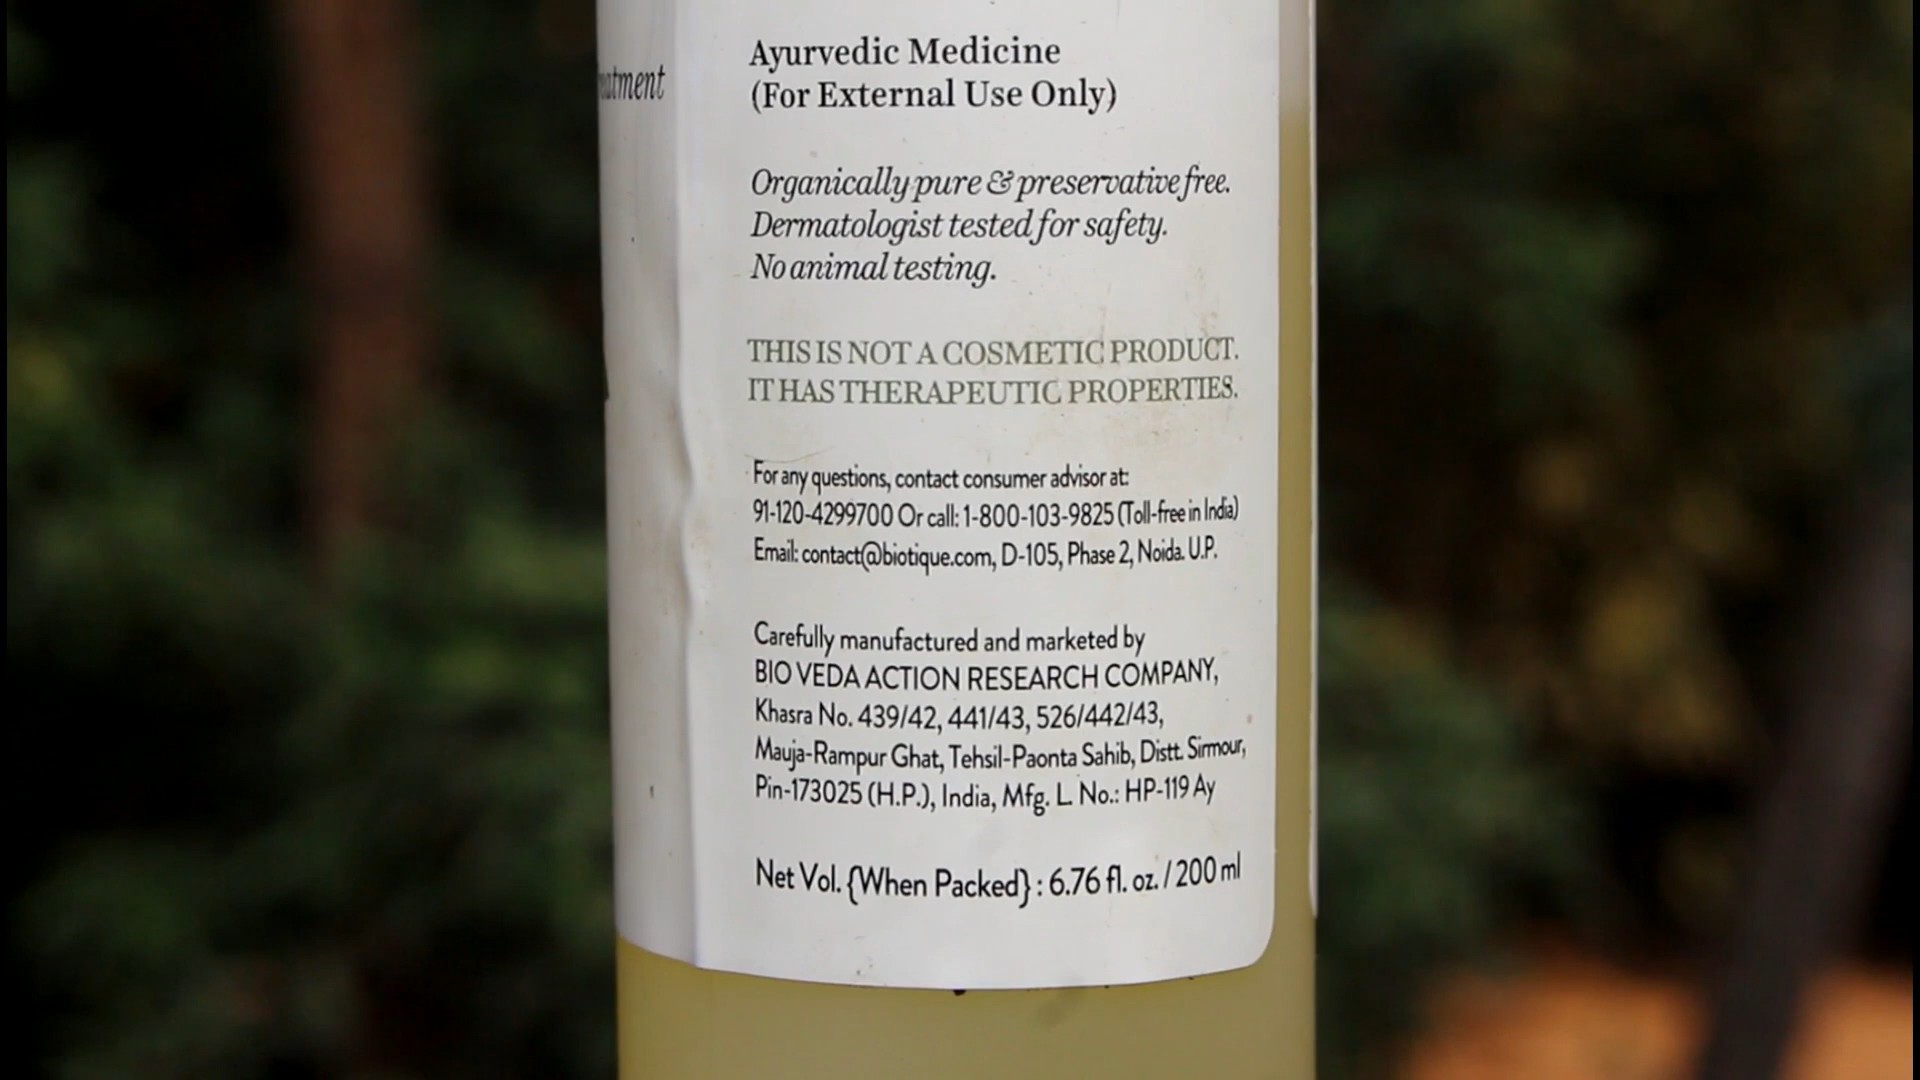 Ayurvedic Medicine
(For External Use Only)
Organically pure & preservative free.
Dermatologist tested for safety.
No animal testing.
THIS IS NOT A COSMETIC PRODUCT.
IT HAS THERAPEUTIC PROPERTIES.
For any questions, contact consumer advisor at:
91-120-4299700 Or call: 1-800-103-9825 (Toll-free in India)
Email: contact@biotique.com, D-105, Phase 2, Noida. U.P.
Carefully manufactured and marketed by
BIO VEDA ACTION RESEARCH COMPANY,
Khasra No. 439/42, 441/43, 526/442/43,
Mauja-Rampur Ghat, Tehsil-Paonta Sahib, Distt. Sirmour,
Pin-173025 (H.P.), India, Mfg. L. No.: HP-119 Ay
Net Vol. {When Packed} : 6.76 fl. oz. / 200 ml